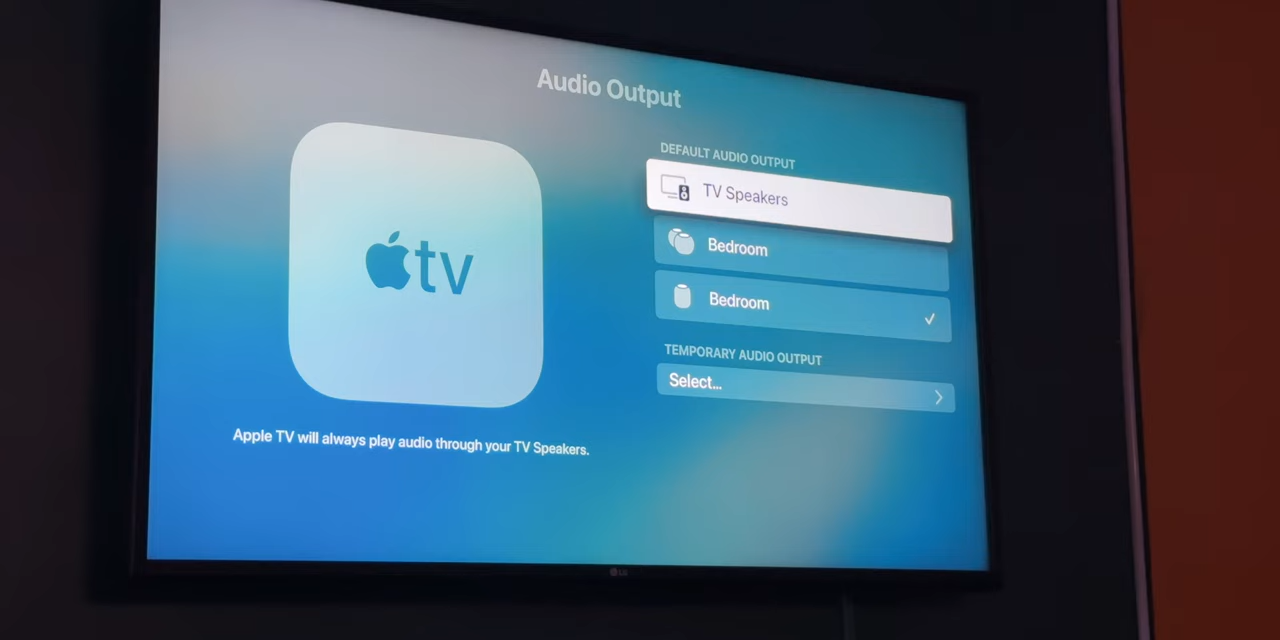 Audio Output
DEFAULT AUDIO OUTPUT
TV Speakers
Bedroom
Bedroom
TEMPORARY AUDIO OUTPUT
Select...
tv
Apple TV will always play audio through your TV Speakers.
LG